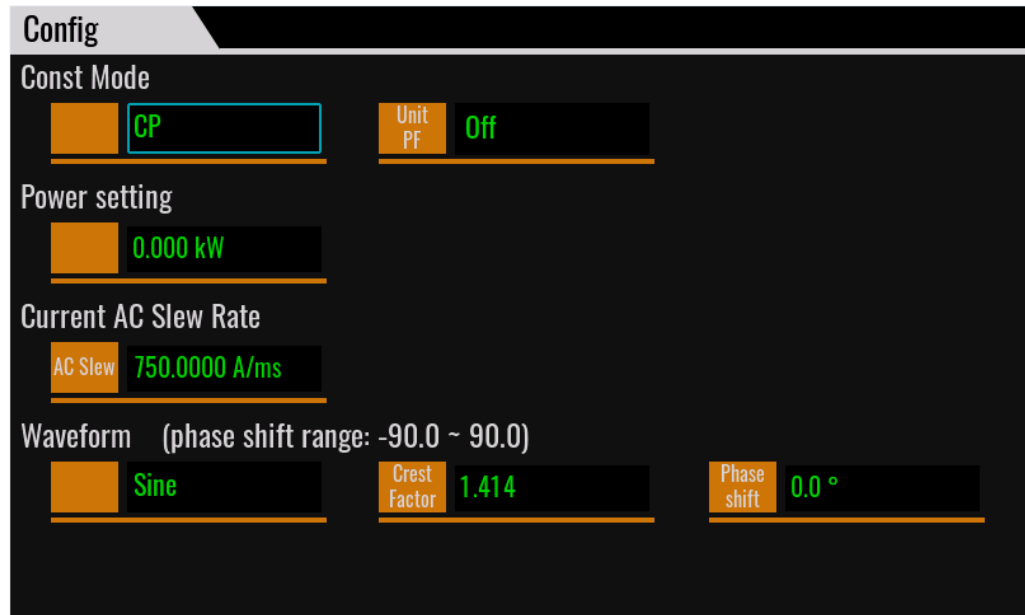 Config
Const Mode
CP
Unit PF
Off
Power setting
0.000 kW
Current AC Slew Rate
AC Slew
750.0000 A/ms
Waveform (phase shift range: -90.0 ~ 90.0)
Sine
Crest Factor
1.414
Phase shift
0.0 °